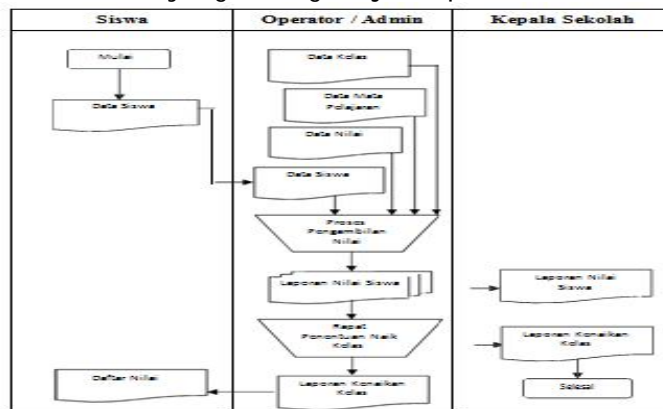 Siswa
Operator / Admin
Kepala Sekolah
Mulai
Data Siswa
Data Kelas
Data Mata
Pelajaran
Data Nilai
Data Siswa
Proses
Pengambilan
Nilai
Laporan Nilai Siswa
Rapat
Penentuan Naik
Kelas
Laporan Kenaikan
Kelas
Daftar Nilai
Laporan Nilai
Siswa
Laporan Kenaikan
Kelas
Selesai